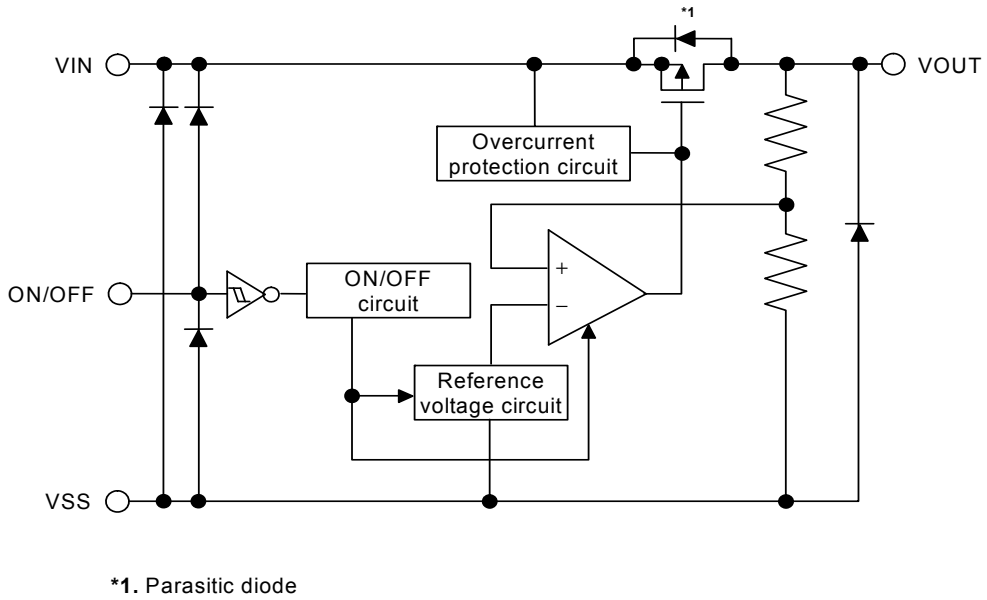 *1
VIN
VOUT
Overcurrent
protection circuit
+
−
ON/OFF
ON/OFF
circuit
Reference
voltage circuit
VSS
*1. Parasitic diode